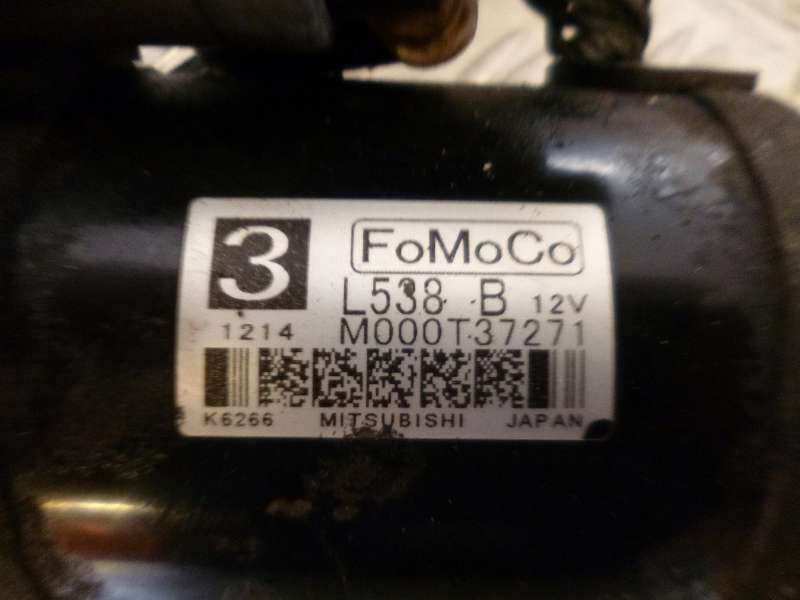 3 FoMoCo
L538 B 12V
1214 M000T37271
K6266 MITSUBISHI JAPAN